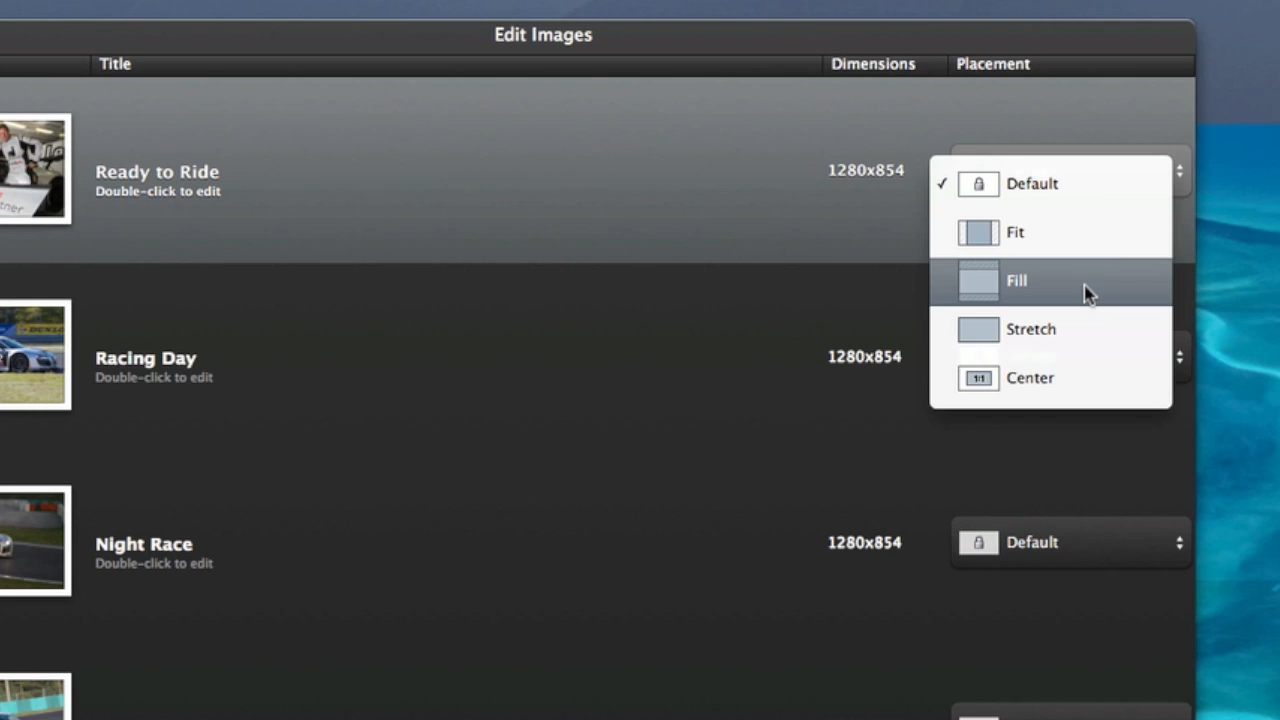 Edit Images
Title Dimensions Placement
Ready to Ride 1280x854
Double-click to edit
✓ Default
Fit
Fill
Stretch
1:1 Center
Racing Day 1280x854
Double-click to edit
Night Race 1280x854 Default
Double-click to edit